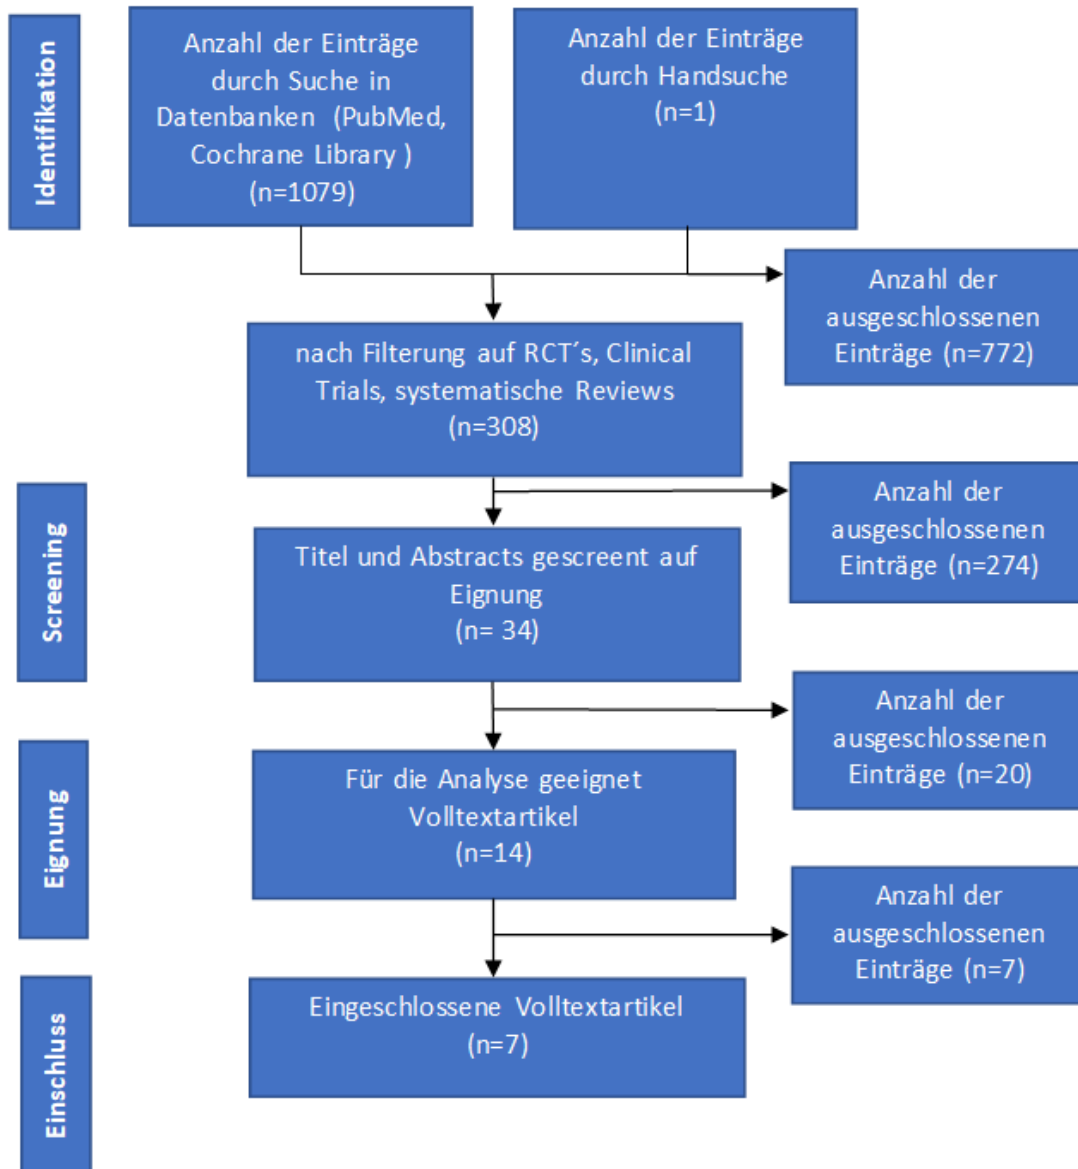 Identifikation
Anzahl der Einträge
durch Suche in
Datenbanken (PubMed,
Cochrane Library )
(n=1079)
Anzahl der Einträge
durch Handsuche
(n=1)
Anzahl der
ausgeschlossenen
Einträge (n=772)
nach Filterung auf RCT´s, Clinical
Trials, systematische Reviews
(n=308)
Screening
Anzahl der
ausgeschlossenen
Einträge (n=274)
Titel und Abstracts gescreent auf
Eignung
(n= 34)
Anzahl der
ausgeschlossenen
Einträge (n=20)
Eignung
Für die Analyse geeignet
Volltextartikel
(n=14)
Anzahl der
ausgeschlossenen
Einträge (n=7)
Einschluss
Eingeschlossene Volltextartikel
(n=7)